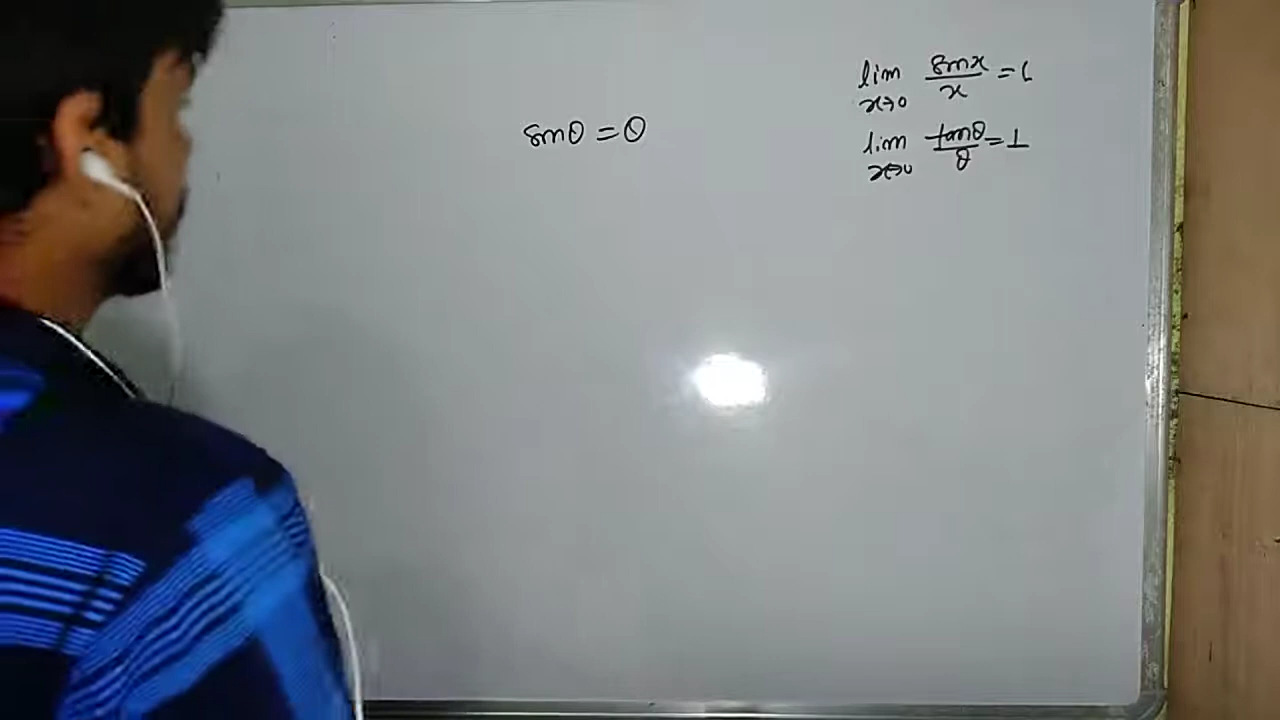 sinθ = θ
lim x→0 sinx/x = 1
lim x→0 tanθ/θ = 1